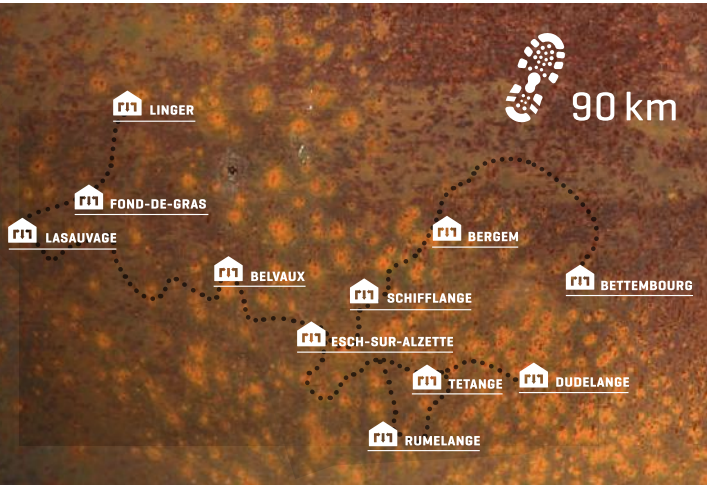 90 km
LINGER
FOND-DE-GRAS
LASAUVAGE
BERGEM
BELVAUX
BETTEMBOURG
SCHIFFLANGE
ESCH-SUR-ALZETTE
TETANGE
DUDELANGE
RUMELANGE